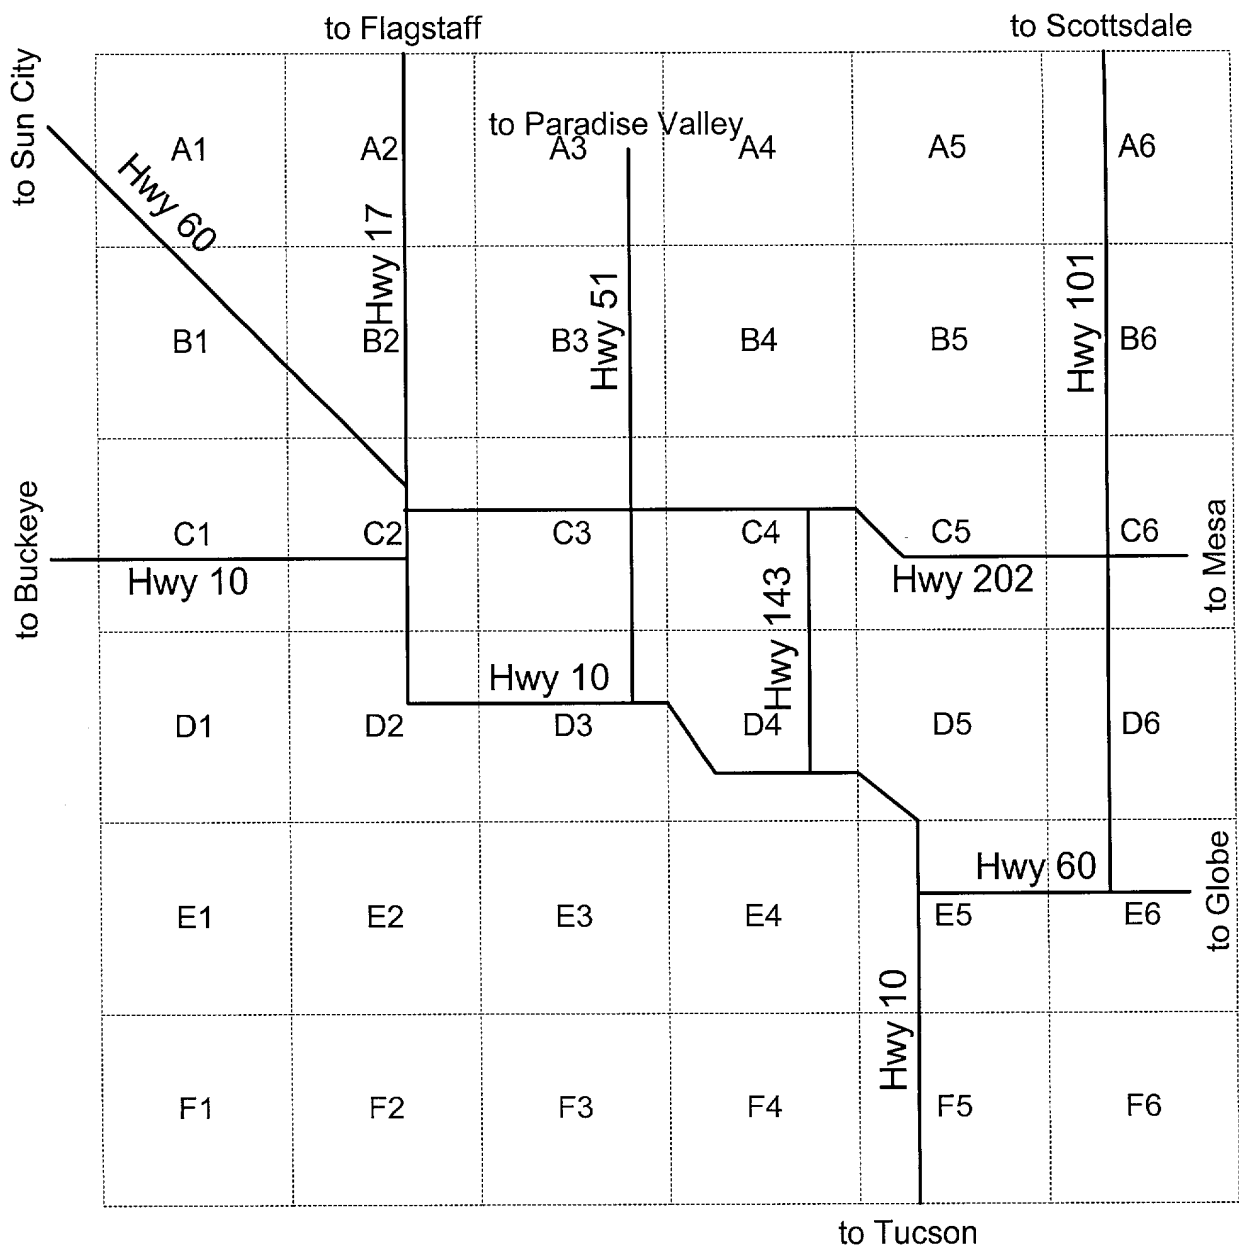 to Flagstaff
to Scottsdale
to Sun City
to Paradise Valley
A1
A2
A3
A4
A5
A6
Hwy 60
Hwy 17
Hwy 51
Hwy 101
B1
B2
B3
B4
B5
B6
to Buckeye
C1
C2
C3
C4
C5
C6
to Mesa
Hwy 10
Hwy 143
Hwy 202
Hwy 10
D1
D2
D3
D4
D5
D6
Hwy 60
to Globe
E1
E2
E3
E4
E5
E6
Hwy 10
F1
F2
F3
F4
F5
F6
to Tucson